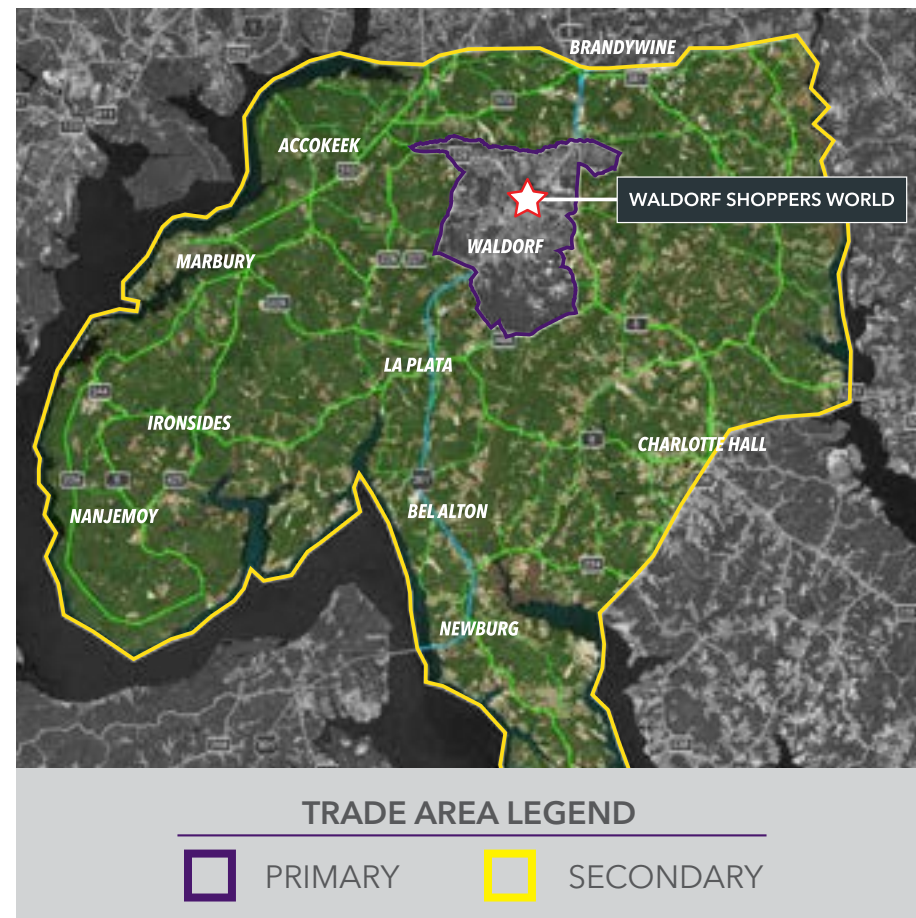 BRANDYWINE
ACCOKEEK
WALDORF SHOPPERS WORLD
WALDORF
MARBURY
LA PLATA
IRONSIDES
CHARLOTTE HALL
BEL ALTON
NANJEMOY
NEWBURG
TRADE AREA LEGEND
PRIMARY
SECONDARY